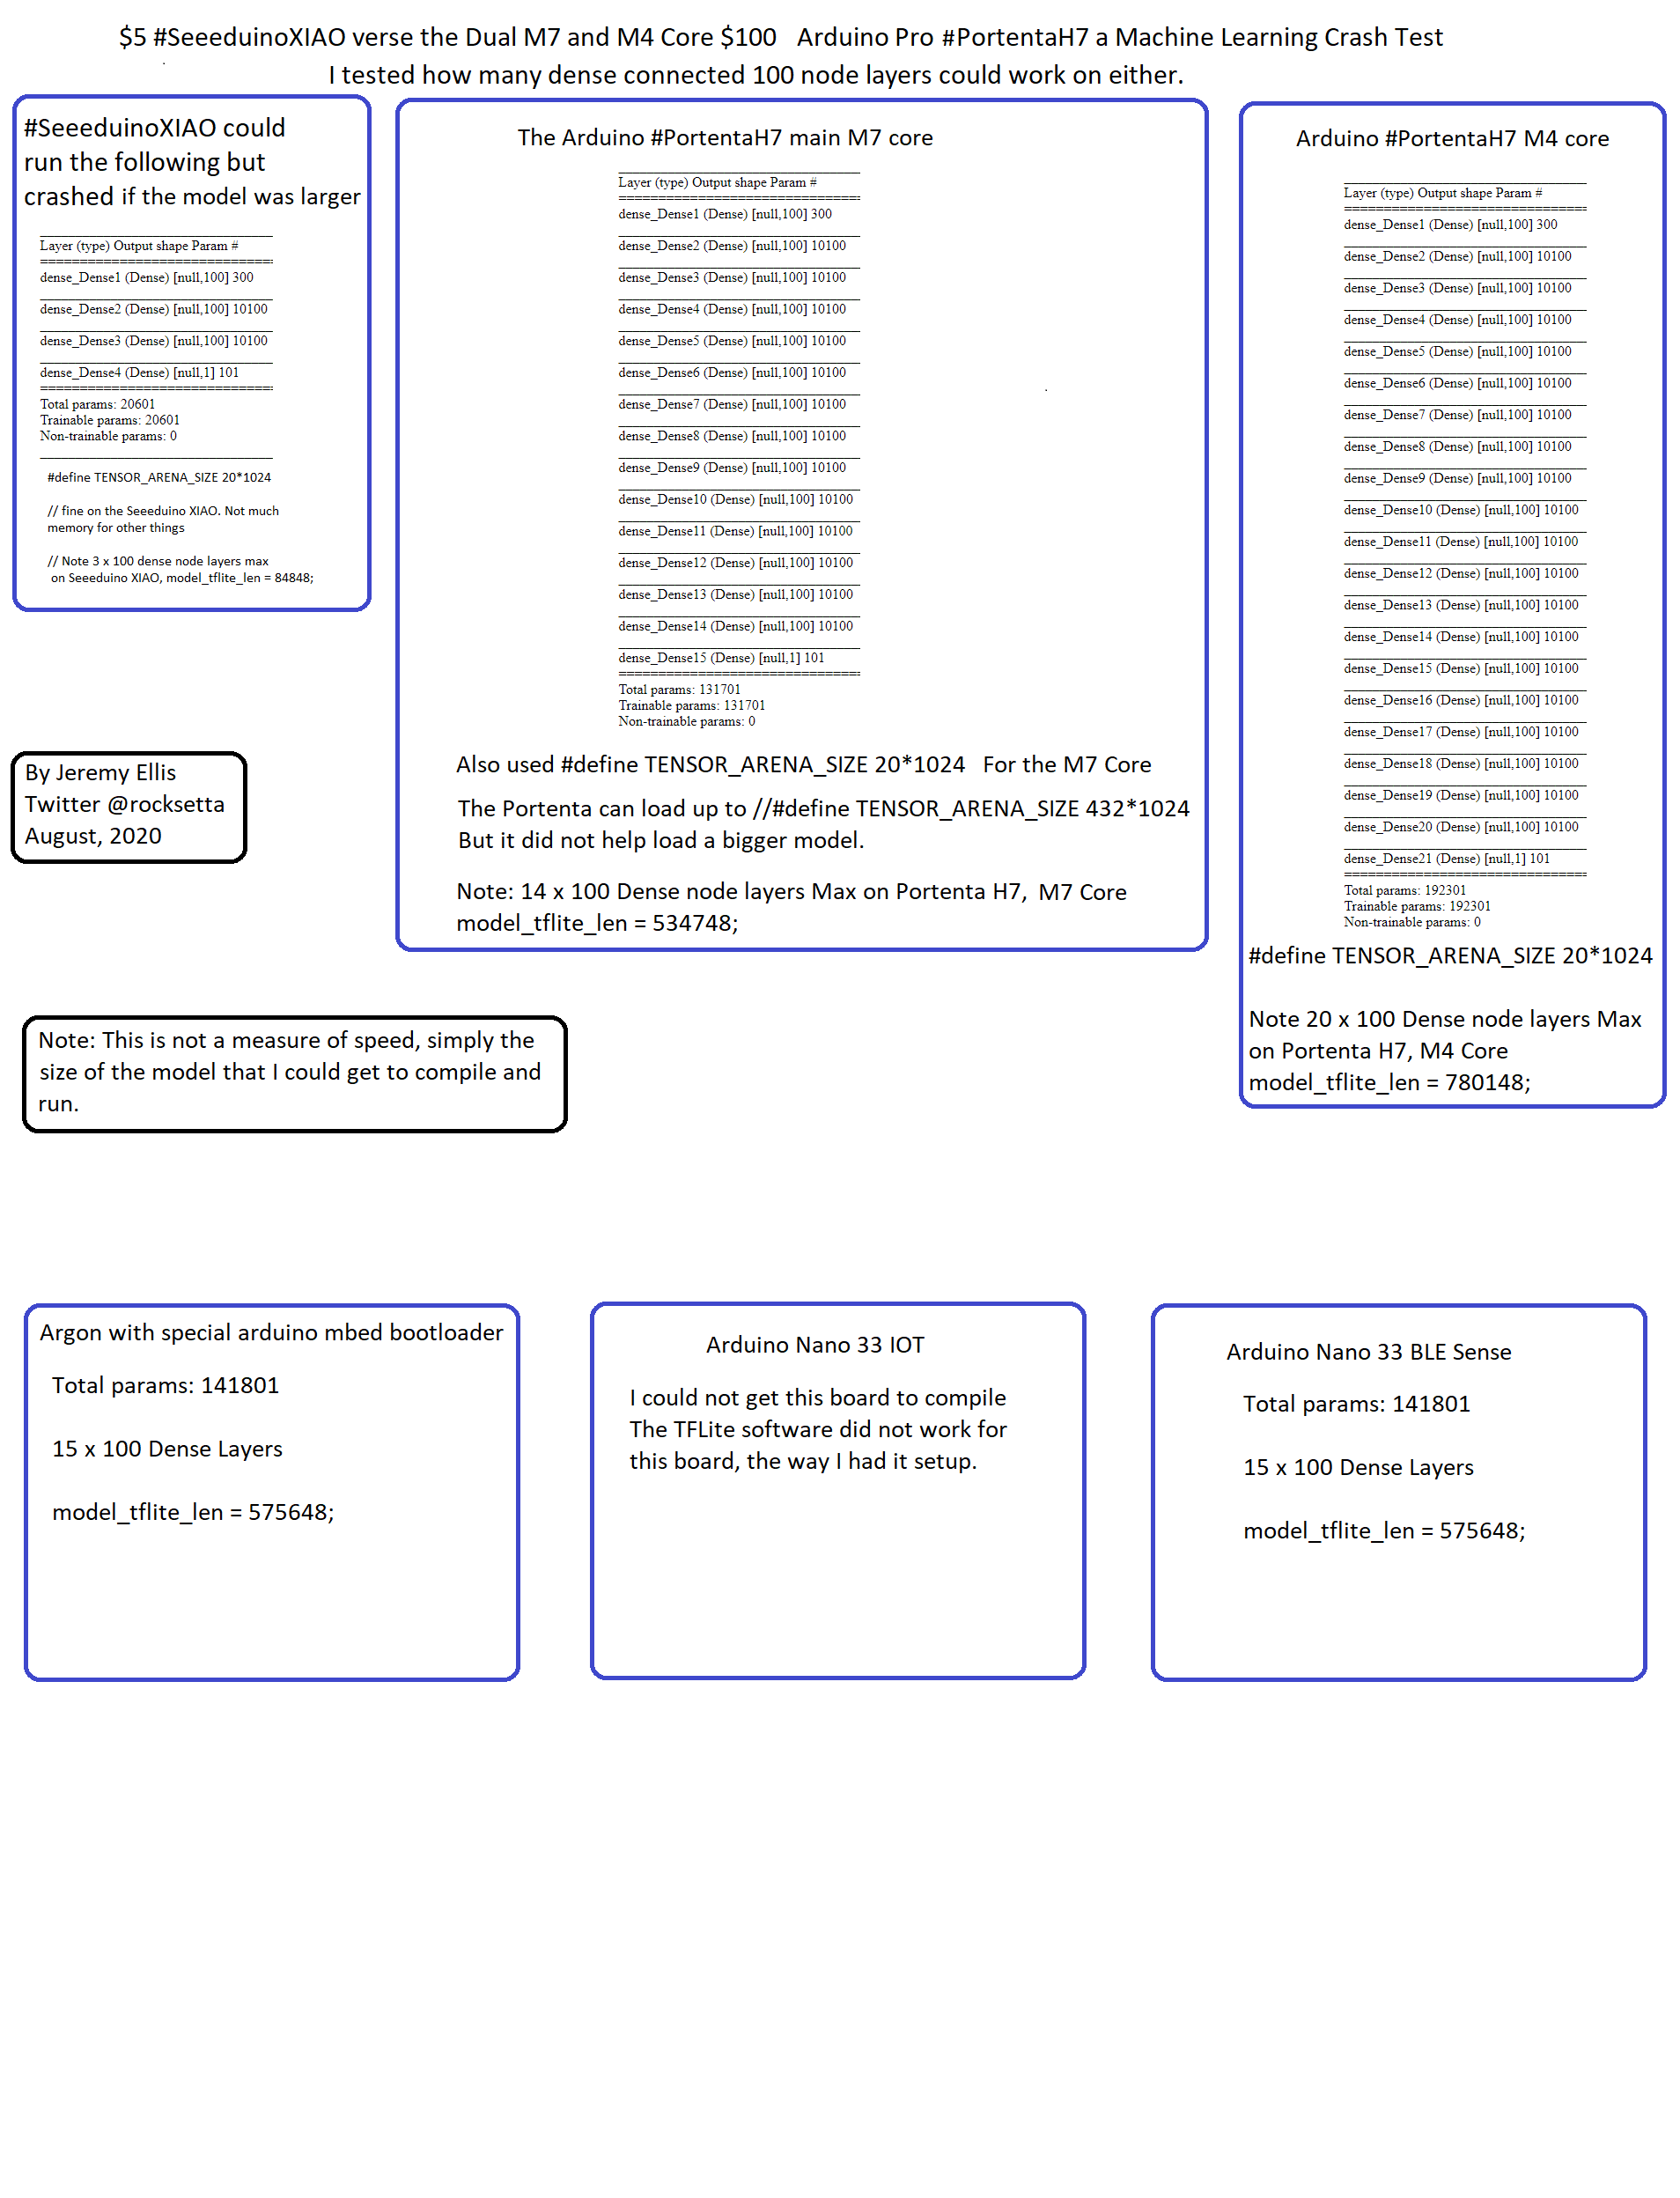 $5 #SeeeduinoXIAO verse the Dual M7 and M4 Core $100 Arduino Pro #PortentaH7 a Machine Learning Crash Test
I tested how many dense connected 100 node layers could work on either.
#SeeeduinoXIAO could
run the following but
crashed if the model was larger
Layer (type) Output shape Param #
dense_Dense1 (Dense) [null,100] 300
dense_Dense2 (Dense) [null,100] 10100
dense_Dense3 (Dense) [null,100] 10100
dense_Dense4 (Dense) [null,1] 101
Total params: 20601
Trainable params: 20601
Non-trainable params: 0
#define TENSOR_ARENA_SIZE 20*1024
// fine on the Seeeduino XIAO. Not much
memory for other things
// Note 3 x 100 dense node layers max
on Seeeduino XIAO, model_tflite_len = 84848;
The Arduino #PortentaH7 main M7 core
Layer (type) Output shape Param #
dense_Dense1 (Dense) [null,100] 300
dense_Dense2 (Dense) [null,100] 10100
dense_Dense3 (Dense) [null,100] 10100
dense_Dense4 (Dense) [null,100] 10100
dense_Dense5 (Dense) [null,100] 10100
dense_Dense6 (Dense) [null,100] 10100
dense_Dense7 (Dense) [null,100] 10100
dense_Dense8 (Dense) [null,100] 10100
dense_Dense9 (Dense) [null,100] 10100
dense_Dense10 (Dense) [null,100] 10100
dense_Dense11 (Dense) [null,100] 10100
dense_Dense12 (Dense) [null,100] 10100
dense_Dense13 (Dense) [null,100] 10100
dense_Dense14 (Dense) [null,100] 10100
dense_Dense15 (Dense) [null,1] 101
Total params: 131701
Trainable params: 131701
Non-trainable params: 0
Also used #define TENSOR_ARENA_SIZE 20*1024 For the M7 Core
The Portenta can load up to //#define TENSOR_ARENA_SIZE 432*1024
But it did not help load a bigger model.
Note: 14 x 100 Dense node layers Max on Portenta H7, M7 Core
model_tflite_len = 534748;
Arduino #PortentaH7 M4 core
Layer (type) Output shape Param #
dense_Dense1 (Dense) [null,100] 300
dense_Dense2 (Dense) [null,100] 10100
dense_Dense3 (Dense) [null,100] 10100
dense_Dense4 (Dense) [null,100] 10100
dense_Dense5 (Dense) [null,100] 10100
dense_Dense6 (Dense) [null,100] 10100
dense_Dense7 (Dense) [null,100] 10100
dense_Dense8 (Dense) [null,100] 10100
dense_Dense9 (Dense) [null,100] 10100
dense_Dense10 (Dense) [null,100] 10100
dense_Dense11 (Dense) [null,100] 10100
dense_Dense12 (Dense) [null,100] 10100
dense_Dense13 (Dense) [null,100] 10100
dense_Dense14 (Dense) [null,100] 10100
dense_Dense15 (Dense) [null,100] 10100
dense_Dense16 (Dense) [null,100] 10100
dense_Dense17 (Dense) [null,100] 10100
dense_Dense18 (Dense) [null,100] 10100
dense_Dense19 (Dense) [null,100] 10100
dense_Dense20 (Dense) [null,100] 10100
dense_Dense21 (Dense) [null,1] 101
Total params: 192301
Trainable params: 192301
Non-trainable params: 0
#define TENSOR_ARENA_SIZE 20*1024
Note 20 x 100 Dense node layers Max
on Portenta H7, M4 Core
model_tflite_len = 780148;
By Jeremy Ellis
Twitter @rocksetta
August, 2020
Note: This is not a measure of speed, simply the
size of the model that I could get to compile and
run.
Argon with special arduino mbed bootloader
Total params: 141801
15 x 100 Dense Layers
model_tflite_len = 575648;
Arduino Nano 33 IOT
I could not get this board to compile
The TFLite software did not work for
this board, the way I had it setup.
Arduino Nano 33 BLE Sense
Total params: 141801
15 x 100 Dense Layers
model_tflite_len = 575648;